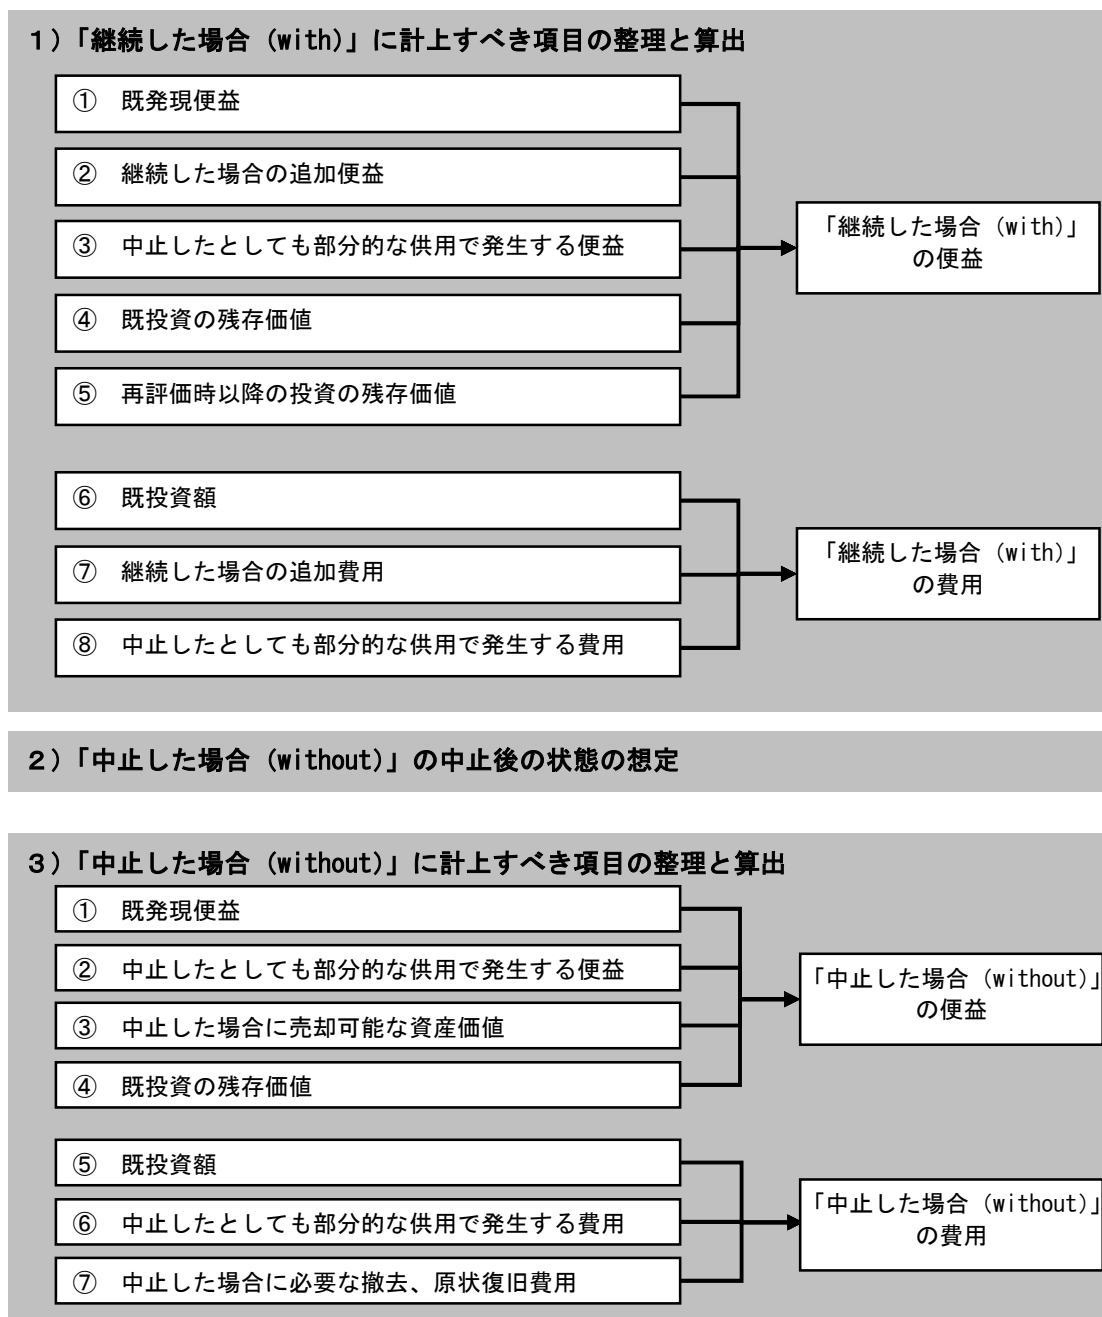 1）「継続した場合（with）」に計上すべき項目の整理と算出
① 既発現便益
② 継続した場合の追加便益
③ 中止したとしても部分的な供用で発生する便益
④ 既投資の残存価値
⑤ 再評価時以降の投資の残存価値
「継続した場合（with）」
の便益
⑥ 既投資額
⑦ 継続した場合の追加費用
⑧ 中止したとしても部分的な供用で発生する費用
「継続した場合（with）」
の費用
2）「中止した場合（without）」の中止後の状態の想定
3）「中止した場合（without）」に計上すべき項目の整理と算出
① 既発現便益
② 中止したとしても部分的な供用で発生する便益
③ 中止した場合に売却可能な資産価値
④ 既投資の残存価値
「中止した場合（without）」
の便益
⑤ 既投資額
⑥ 中止したとしても部分的な供用で発生する費用
⑦ 中止した場合に必要な撤去、原状復旧費用
「中止した場合（without）」
の費用